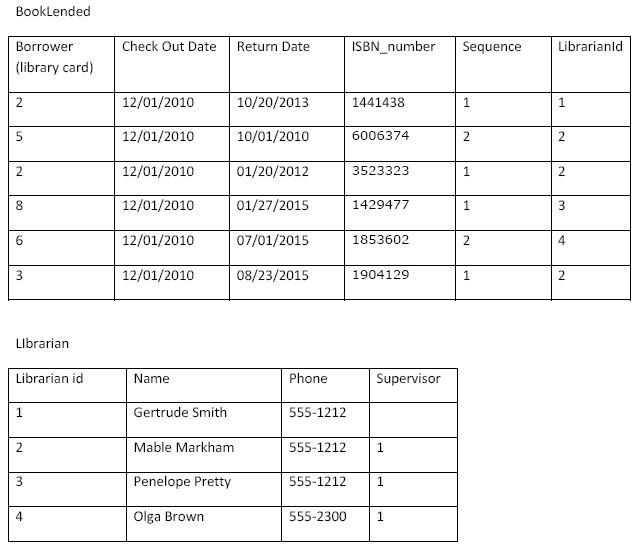 BookLended
Borrower (library card) Check Out Date Return Date ISBN_number Sequence LibrarianId
2 12/01/2010 10/20/2013 1441438 1 1
5 12/01/2010 10/01/2010 6006374 2 2
2 12/01/2010 01/20/2012 3523323 1 2
8 12/01/2010 01/27/2015 1429477 1 3
6 12/01/2010 07/01/2015 1853602 2 4
3 12/01/2010 08/23/2015 1904129 1 2
LIbrarian
Librarian id Name Phone Supervisor
1 Gertrude Smith 555-1212
2 Mable Markham 555-1212 1
3 Penelope Pretty 555-1212 1
4 Olga Brown 555-2300 1